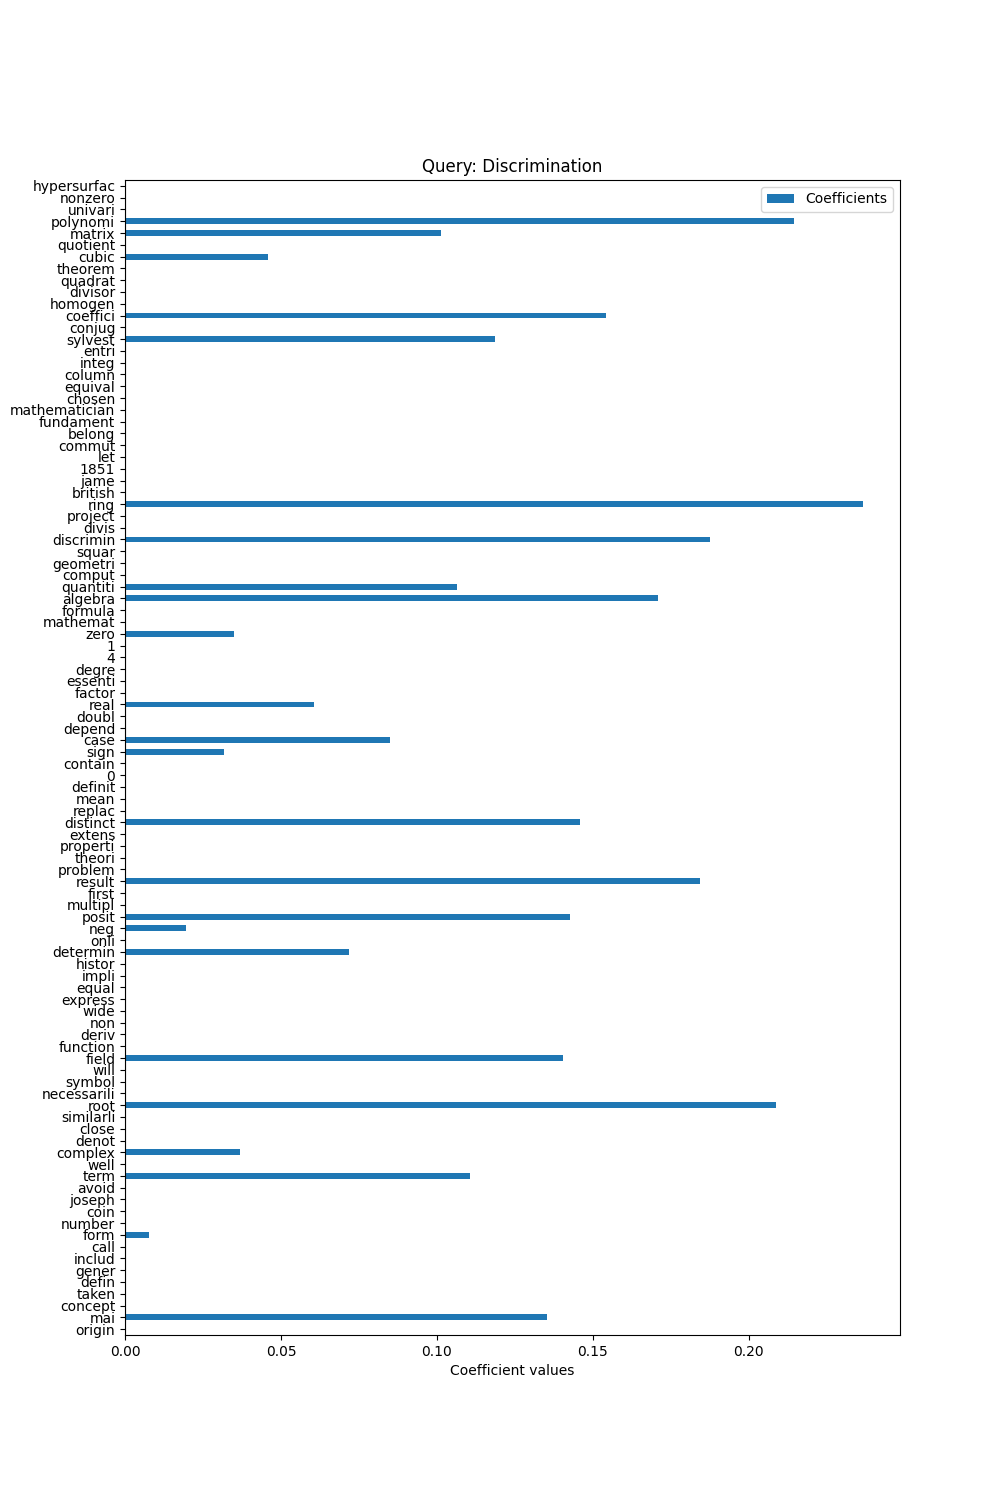 Query: Discrimination
Coefficients
hypersurfac
nonzero
univari
polynomi
matrix
quotient
cubic
theorem
quadrat
divisor
homogen
coeffici
conjug
sylvest
entri
integ
column
equival
chosen
mathematician
fundament
belong
commut
let
1851
jame
british
ring
project
divis
discrimin
squar
geometri
comput
quantiti
algebra
formula
mathemat
zero
1
4
degre
essenti
factor
real
doubl
depend
case
sign
contain
0
definit
mean
replac
distinct
extens
properti
theori
problem
result
first
multipl
posit
neg
onli
determin
histor
impli
equal
express
wide
non
deriv
function
field
will
symbol
necessarili
root
similarli
close
denot
complex
well
term
avoid
joseph
coin
number
form
call
includ
gener
defin
taken
concept
mai
origin
0.00 0.05 0.10 0.15 0.20
Coefficient values